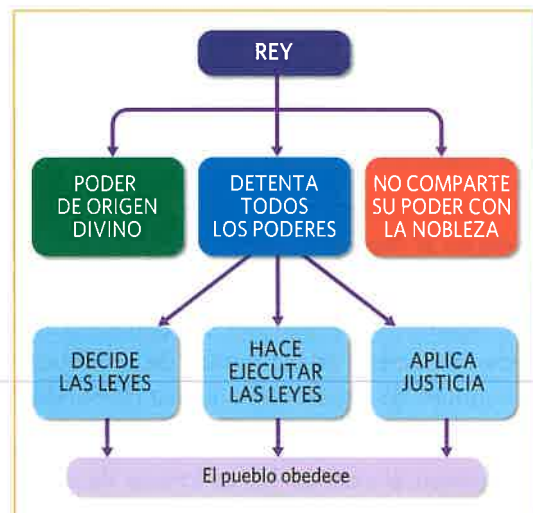 REY
PODER
DE ORIGEN
DIVINO
DETENTA
TODOS
LOS PODERES
NO COMPARTE
SU PODER CON
LA NOBLEZA
DECIDE
LAS LEYES
HACE
EJECUTAR
LAS LEYES
APLICA
JUSTICIA
El pueblo obedece